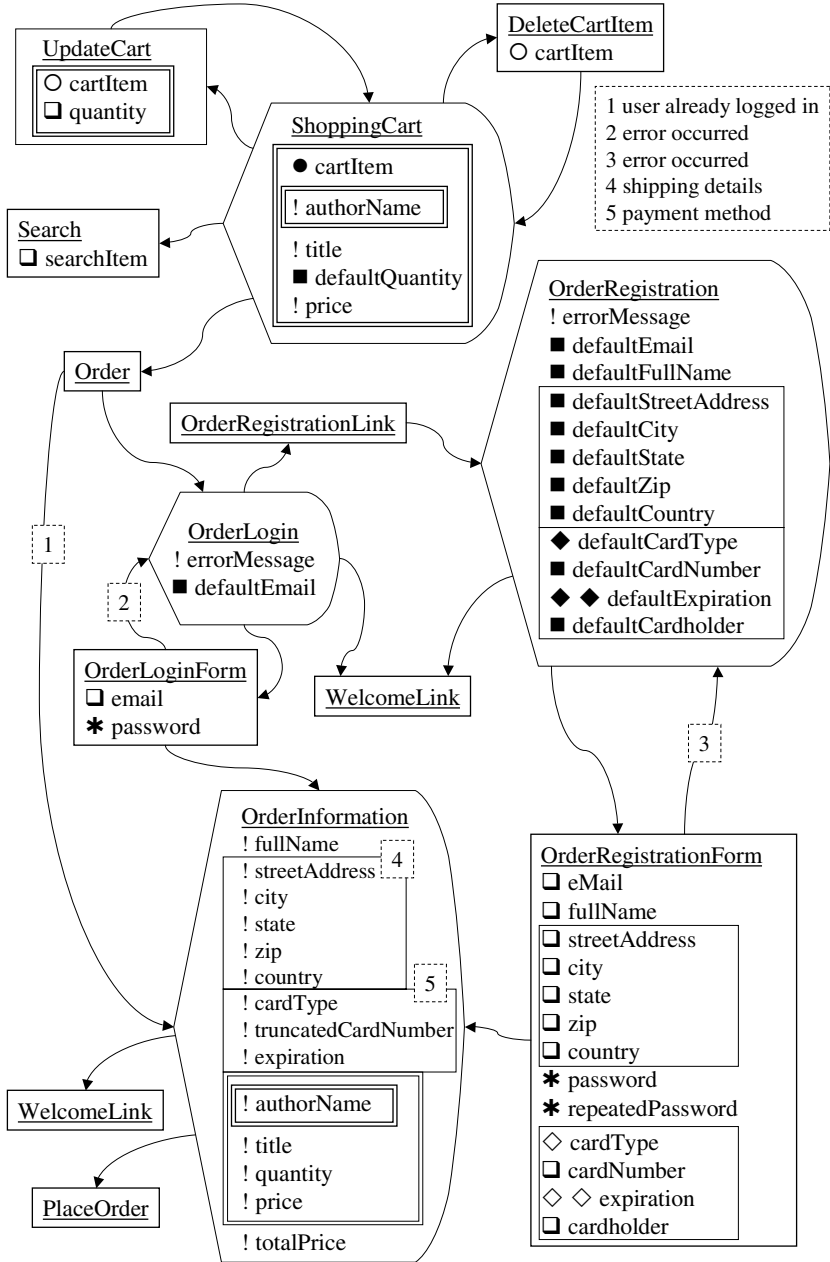 UpdateCart
cartItem
quantity
DeleteCartItem
cartItem
1 user already logged in
2 error occurred
3 error occurred
4 shipping details
5 payment method
ShoppingCart
cartItem
! authorName
! title
defaultQuantity
! price
Search
searchItem
Order
OrderRegistrationLink
OrderRegistration
! errorMessage
defaultEmail
defaultFullName
defaultStreetAddress
defaultCity
defaultState
defaultZip
defaultCountry
defaultCardType
defaultCardNumber
defaultExpiration
defaultCardholder
1
OrderLogin
! errorMessage
defaultEmail
2
OrderLoginForm
email
password
WelcomeLink
3
OrderInformation
! fullName
4
! streetAddress
! city
! state
! zip
! country
5
! cardType
! truncatedCardNumber
! expiration
! authorName
! title
! quantity
! price
! totalPrice
OrderRegistrationForm
eMail
fullName
streetAddress
city
state
zip
country
password
repeatedPassword
cardType
cardNumber
expiration
cardholder
WelcomeLink
PlaceOrder